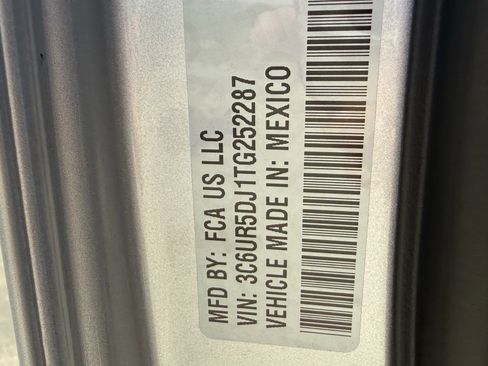 MFD BY: FCA US LLC
VIN: 3C6UR5DJ1TG252287
VEHICLE MADE IN: MEXICO